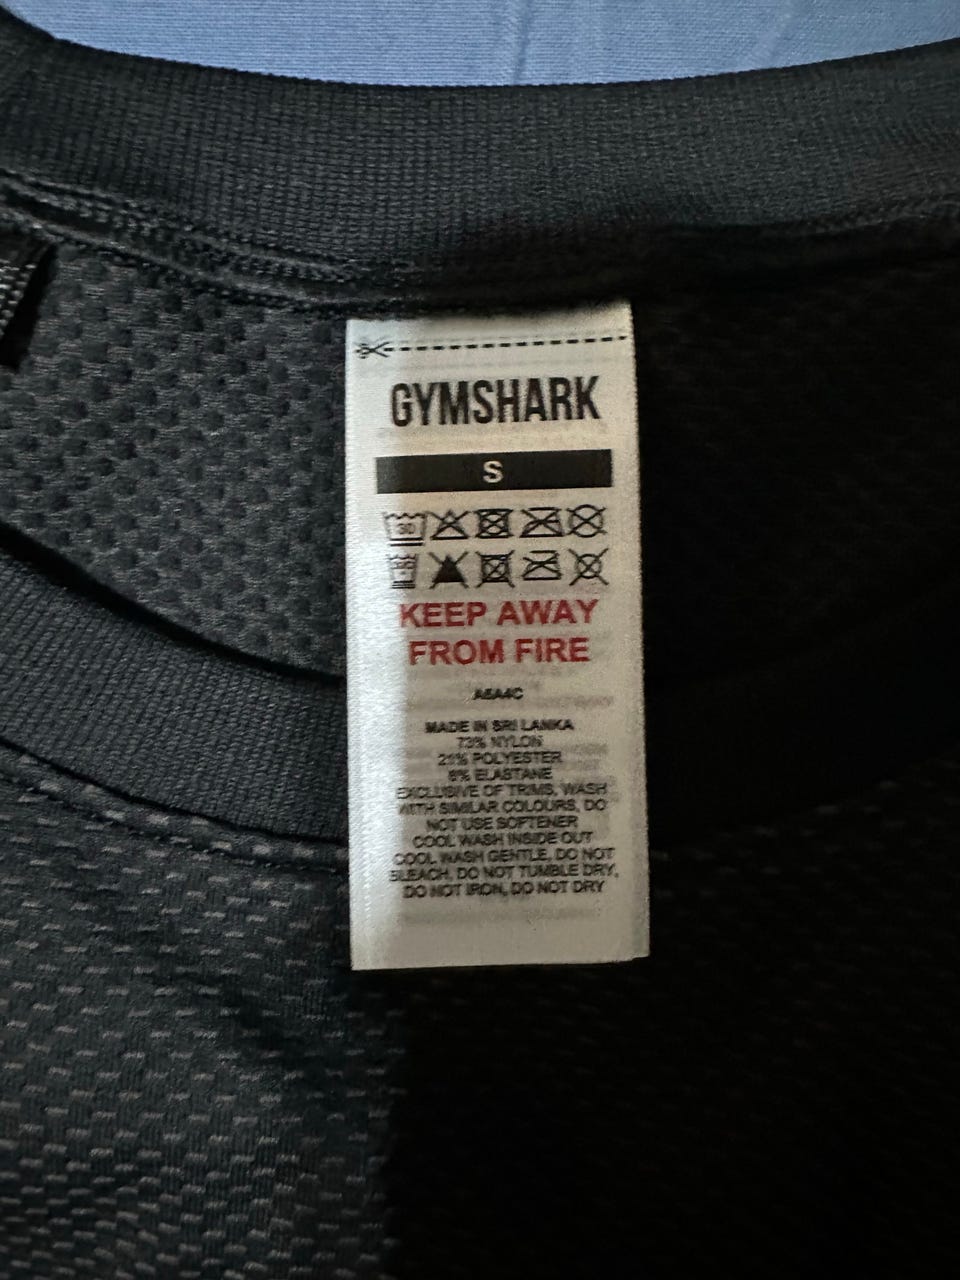 GYMSHARK
S
30
KEEP AWAY
FROM FIRE
A6A4C
MADE IN SRI LANKA
73% NYLON
21% POLYESTER
6% ELASTANE
EXCLUSIVE OF TRIMS, WASH
WITH SIMILAR COLOURS, DO
NOT USE SOFTENER
COOL WASH INSIDE OUT
COOL WASH GENTLE, DO NOT
BLEACH, DO NOT TUMBLE DRY,
DO NOT IRON, DO NOT DRY